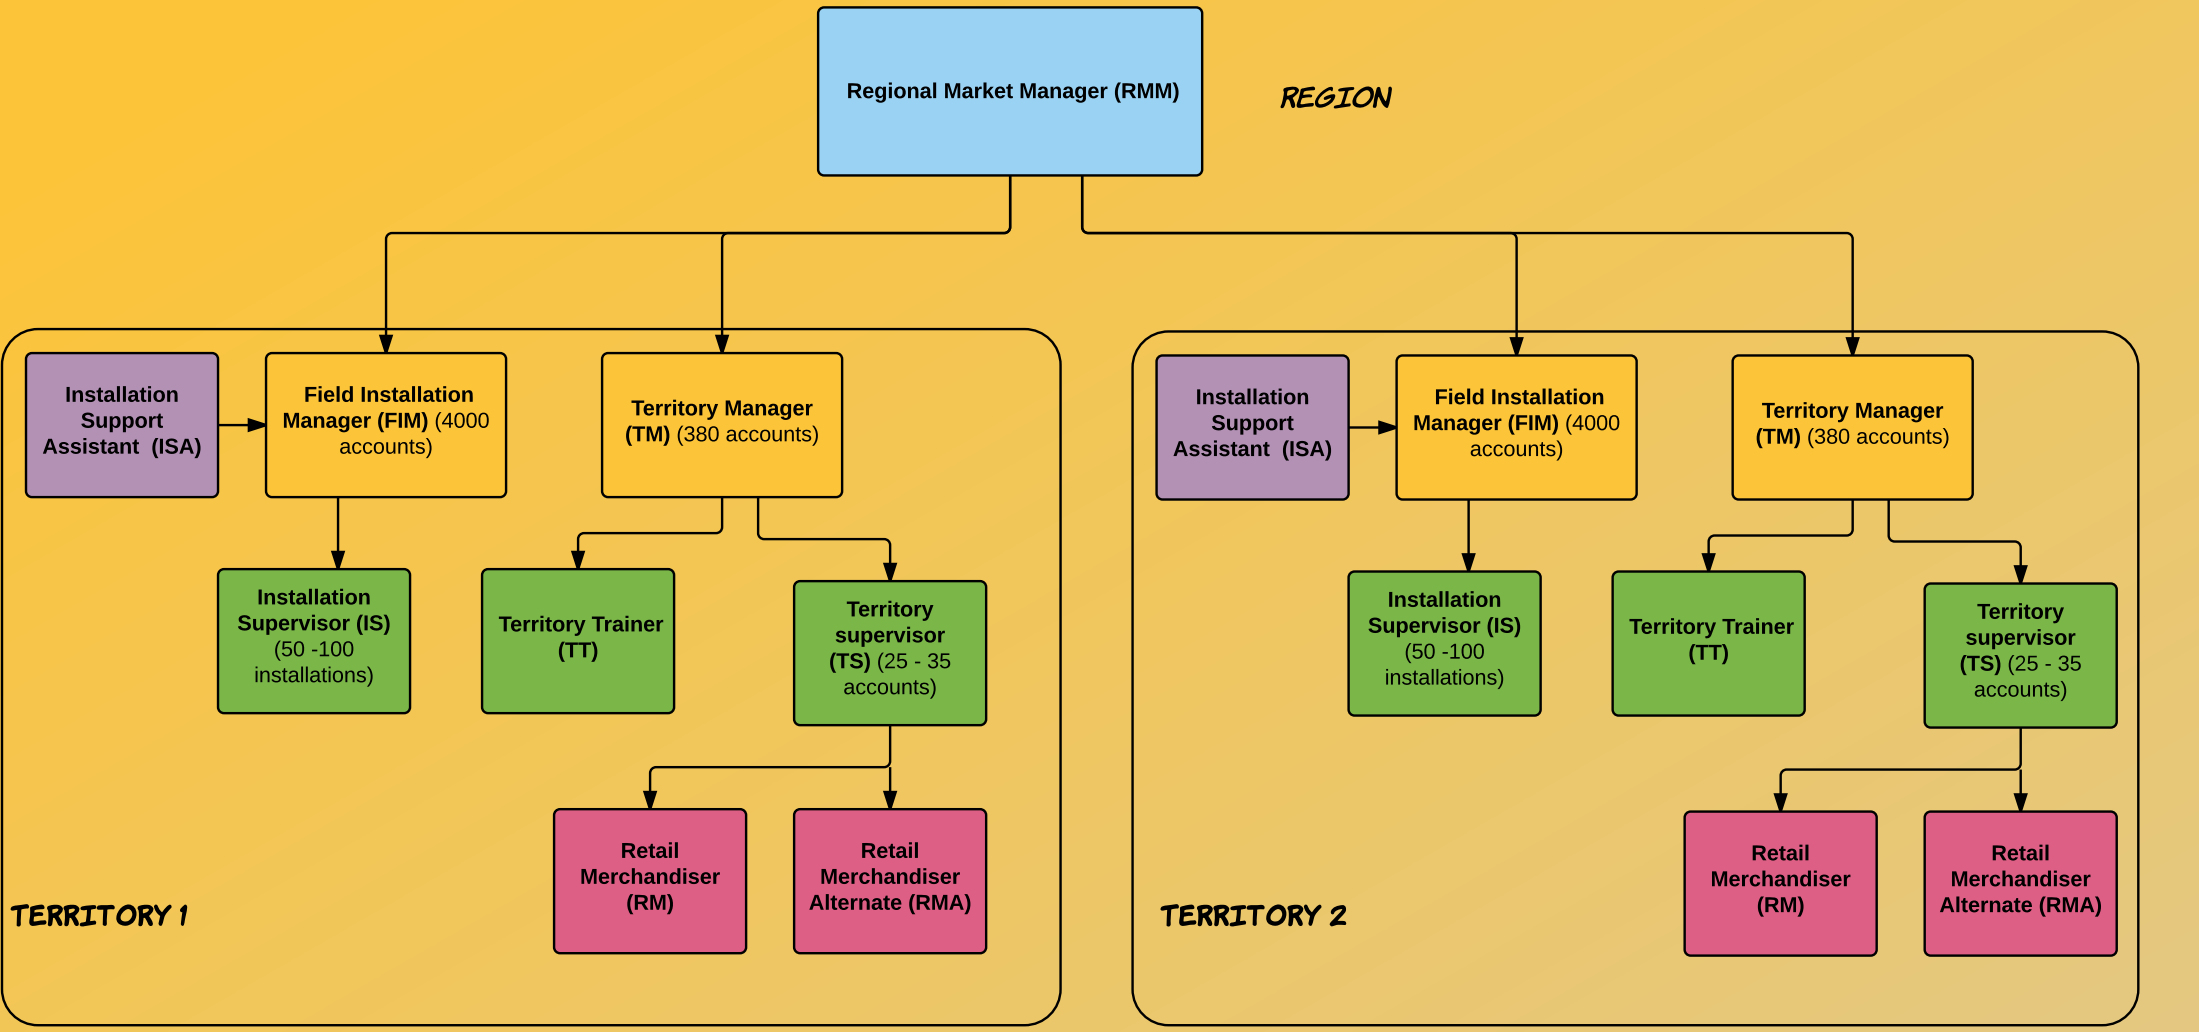 Regional Market Manager (RMM)
REGION
Installation
Support
Assistant  (ISA)
Field Installation
Manager (FIM) (4000
accounts)
Territory Manager
(TM) (380 accounts)
Installation
Supervisor (IS)
(50 -100
installations)
Territory Trainer
(TT)
Territory
supervisor
(TS) (25 - 35
accounts)
Retail
Merchandiser
(RM)
Retail
Merchandiser
Alternate (RMA)
TERRITORY 1
Installation
Support
Assistant  (ISA)
Field Installation
Manager (FIM) (4000
accounts)
Territory Manager
(TM) (380 accounts)
Installation
Supervisor (IS)
(50 -100
installations)
Territory Trainer
(TT)
Territory
supervisor
(TS) (25 - 35
accounts)
Retail
Merchandiser
(RM)
Retail
Merchandiser
Alternate (RMA)
TERRITORY 2